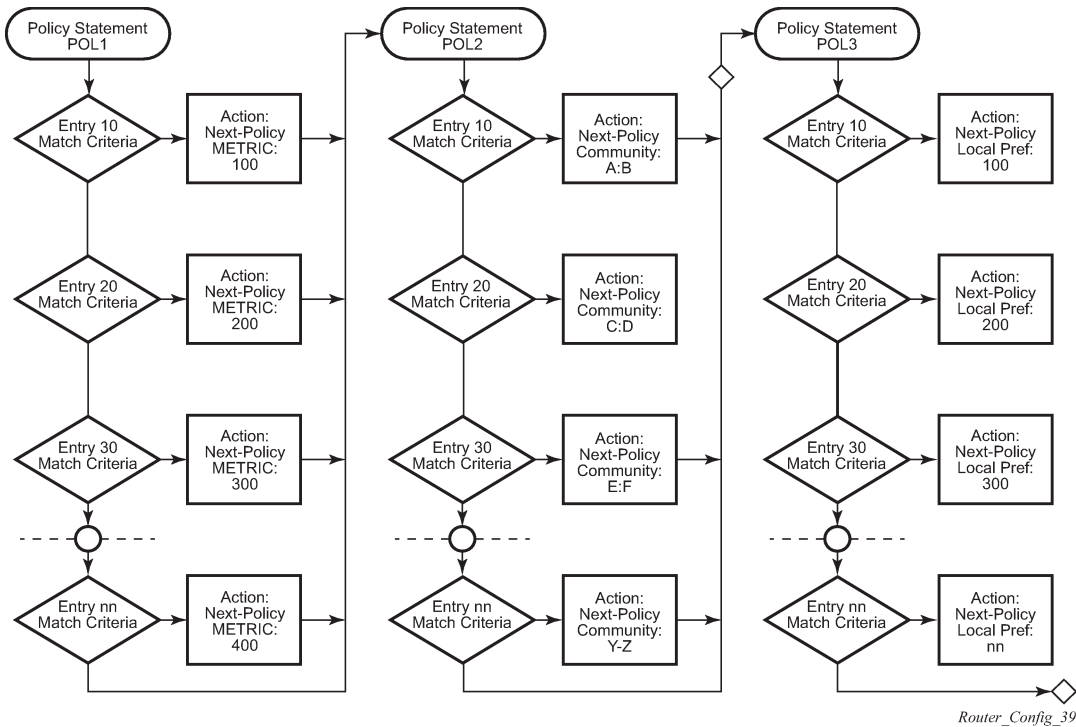 Policy Statement
POL1
Entry 10
Match Criteria
Action:
Next-Policy
METRIC:
100
Entry 20
Match Criteria
Action:
Next-Policy
METRIC:
200
Entry 30
Match Criteria
Action:
Next-Policy
METRIC:
300
Entry nn
Match Criteria
Action:
Next-Policy
METRIC:
400
Policy Statement
POL2
Entry 10
Match Criteria
Action:
Next-Policy
Community:
A:B
Entry 20
Match Criteria
Action:
Next-Policy
Community:
C:D
Entry 30
Match Criteria
Action:
Next-Policy
Community:
E:F
Entry nn
Match Criteria
Action:
Next-Policy
Community:
Y-Z
Policy Statement
POL3
Entry 10
Match Criteria
Action:
Next-Policy
Local Pref:
100
Entry 20
Match Criteria
Action:
Next-Policy
Local Pref:
200
Entry 30
Match Criteria
Action:
Next-Policy
Local Pref:
300
Entry nn
Match Criteria
Action:
Next-Policy
Local Pref:
nn
Router_Config_39